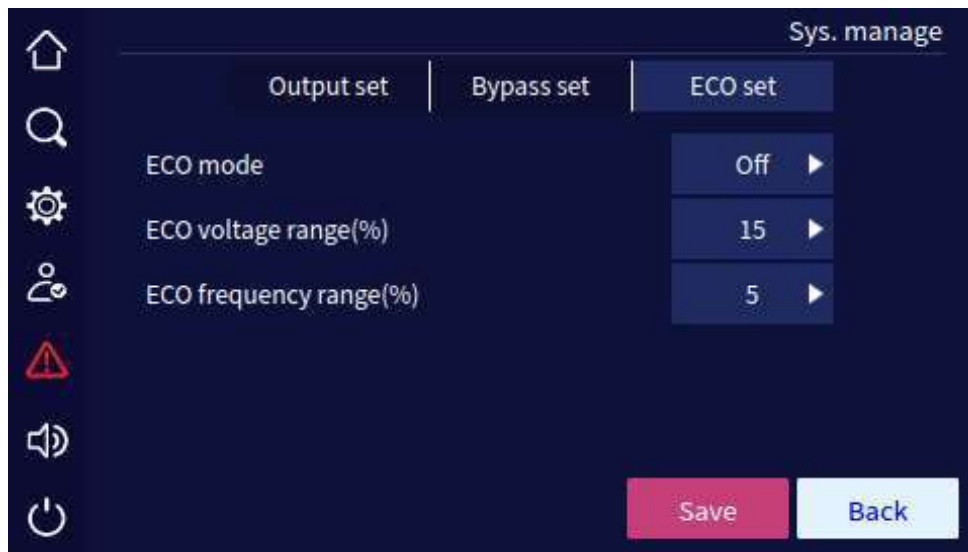 Sys. manage
Output set Bypass set ECO set
ECO mode Off
ECO voltage range(%) 15
ECO frequency range(%) 5
Save Back